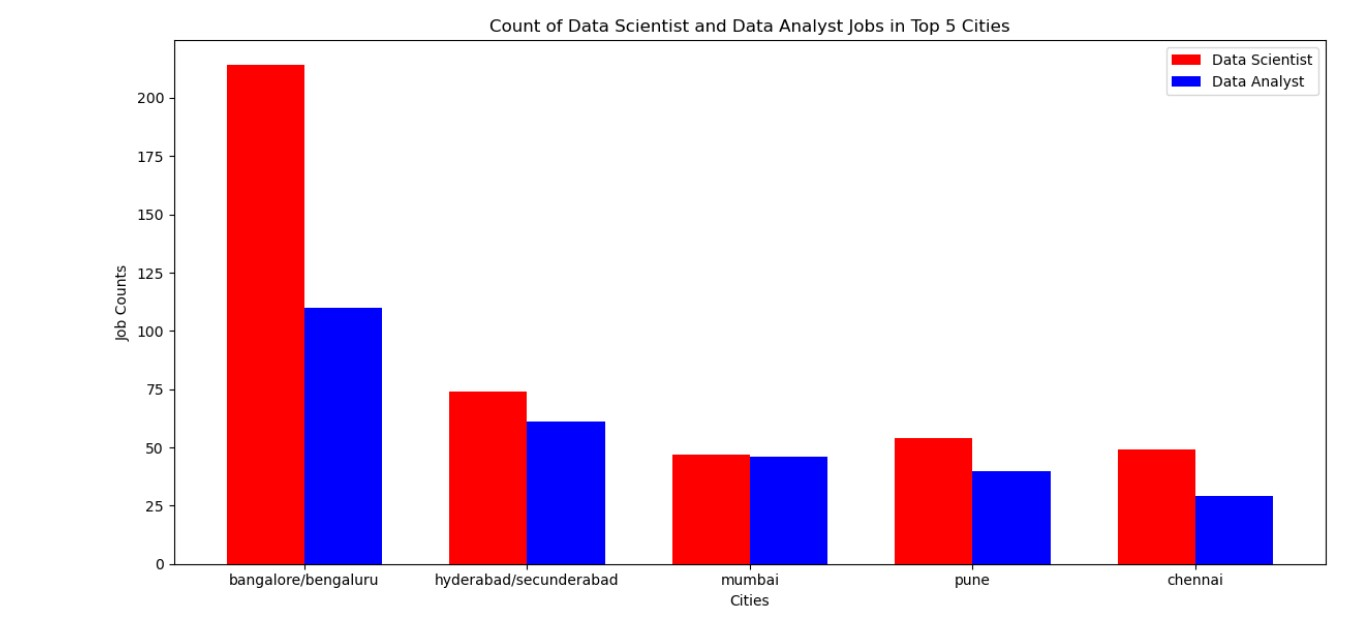 Count of Data Scientist and Data Analyst Jobs in Top 5 Cities
Data Scientist
Data Analyst
Job Counts
200
175
150
125
100
75
50
25
0
bangalore/bengaluru hyderabad/secunderabad mumbai pune chennai
Cities